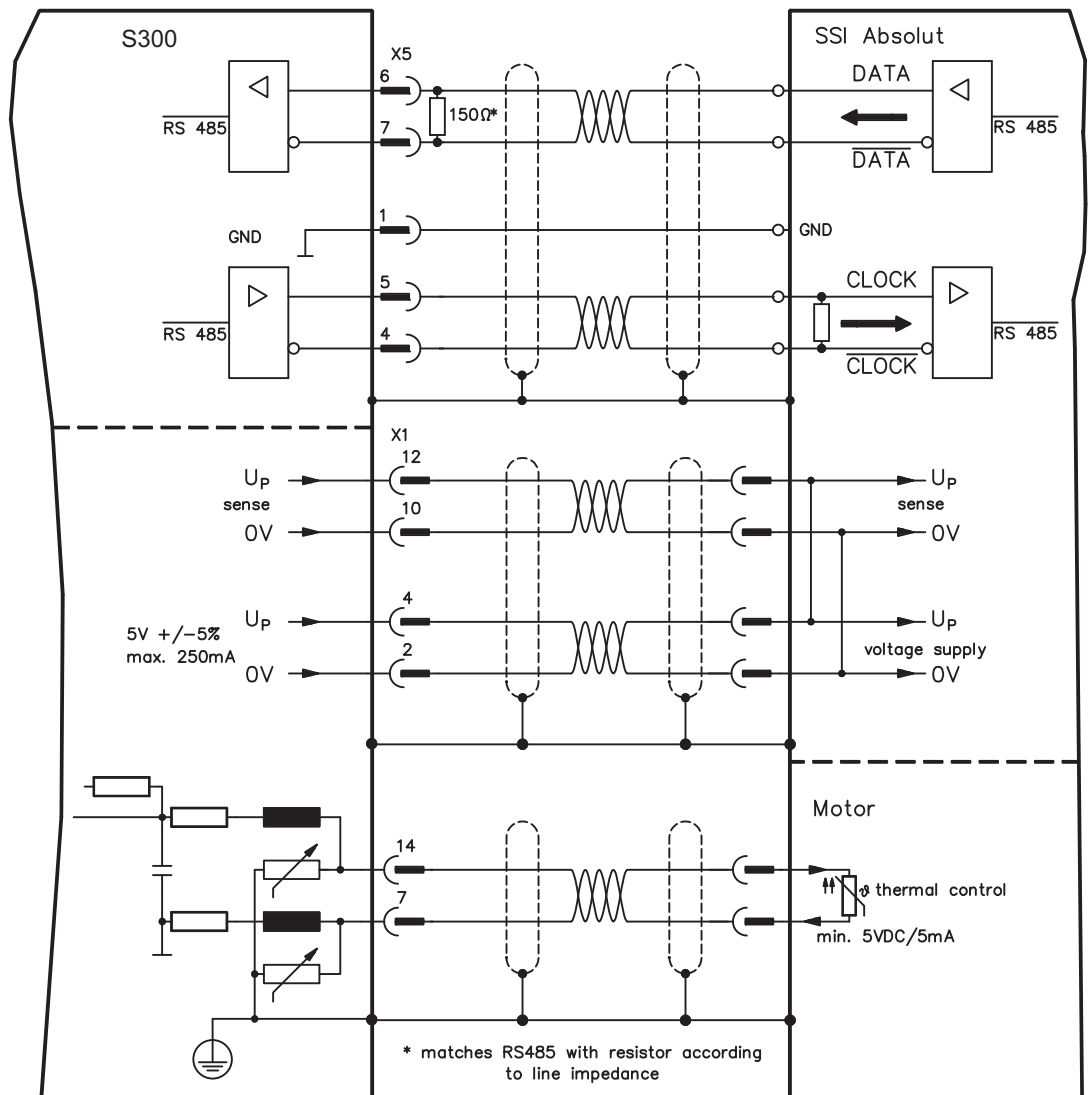 S300
SSI Absolut
X5
6
DATA
150Ω*
RS 485
7
RS 485
DATA
1
GND
GND
5
CLOCK
RS 485
4
RS 485
CLOCK
X1
12
UP
UP
sense
sense
10
0V
0V
4
UP
UP
5V +/-5%
max. 250mA
voltage supply
2
0V
0V
Motor
14
ϑ thermal control
7
min. 5VDC/5mA
* matches RS485 with resistor according
to line impedance